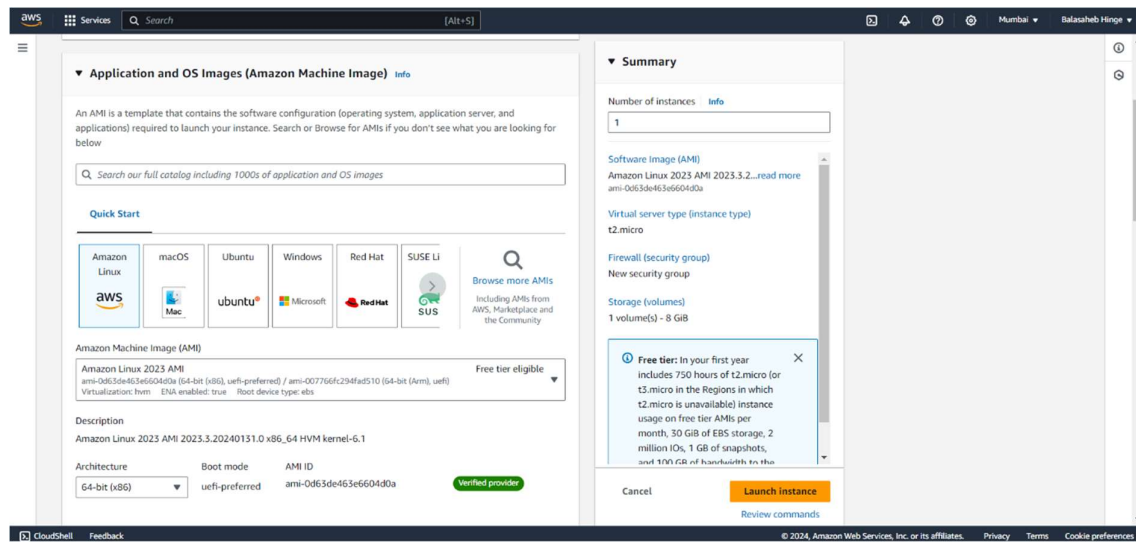 aws
Services
Search
[Alt+S]
Mumbai
Balasaheb Hinge
Application and OS Images (Amazon Machine Image) Info
An AMI is a template that contains the software configuration (operating system, application server, and
applications) required to launch your instance. Search or Browse for AMIs if you don't see what you are looking for
below
Search our full catalog including 1000s of application and OS images
Quick Start
Amazon
Linux
aws
macOS
Mac
Ubuntu
ubuntu
Windows
Microsoft
Red Hat
Red Hat
SUSE Li
SUS
Browse more AMIs
Including AMIs from
AWS, Marketplace and
the Community
Amazon Machine Image (AMI)
Amazon Linux 2023 AMI
Free tier eligible
ami-0d63de463e6604d0a (64-bit (x86), uefi-preferred) / ami-007766fc294fad510 (64-bit (Arm), uefi)
Virtualization: hvm ENA enabled: true Root device type: ebs
Description
Amazon Linux 2023 AMI 2023.3.20240131.0 x86_64 HVM kernel-6.1
Architecture
64-bit (x86)
Boot mode
uefi-preferred
AMI ID
ami-0d63de463e6604d0a
Verified provider
Summary
Number of instances Info
1
Software Image (AMI)
Amazon Linux 2023 AMI 2023.3.2...read more
ami-0d63de463e6604d0a
Virtual server type (instance type)
t2.micro
Firewall (security group)
New security group
Storage (volumes)
1 volume(s) - 8 GiB
Free tier: In your first year
includes 750 hours of t2.micro (or
t3.micro in the Regions in which
t2.micro is unavailable) instance
usage on free tier AMIs per
month, 30 GiB of EBS storage, 2
million IOs, 1 GB of snapshots,
and 100 GB of bandwidth to the
Cancel
Launch instance
Review commands
CloudShell
Feedback
© 2024, Amazon Web Services, Inc. or its affiliates.
Privacy
Terms
Cookie preferences